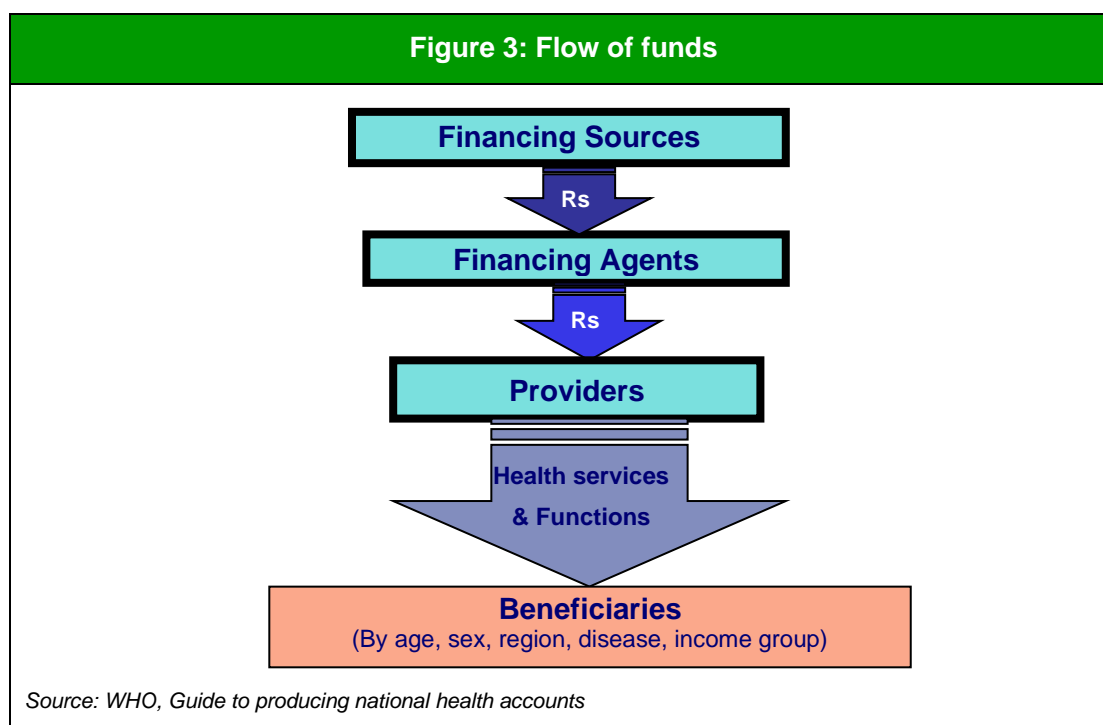 Figure 3: Flow of funds
Financing Sources
Rs
Financing Agents
Rs
Providers
Health services
& Functions
Beneficiaries
(By age, sex, region, disease, income group)
Source: WHO, Guide to producing national health accounts